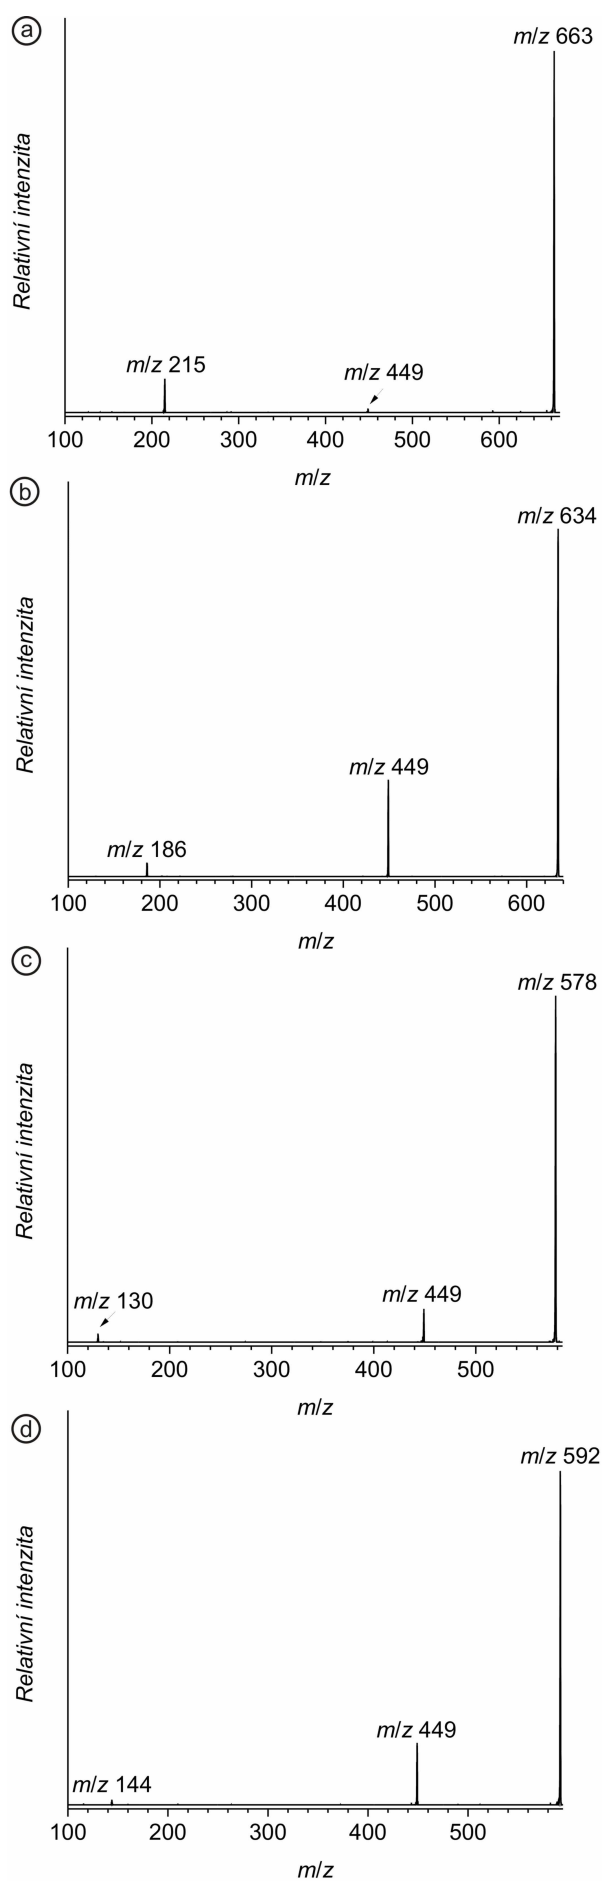 a
m/z 663
Relativní intenzita
m/z 215
m/z 449
100 200 300 400 500 600
m/z
b
m/z 634
Relativní intenzita
m/z 449
m/z 186
100 200 300 400 500 600
m/z
c
m/z 578
Relativní intenzita
m/z 130
m/z 449
100 200 300 400 500
m/z
d
m/z 592
Relativní intenzita
m/z 449
m/z 144
100 200 300 400 500
m/z